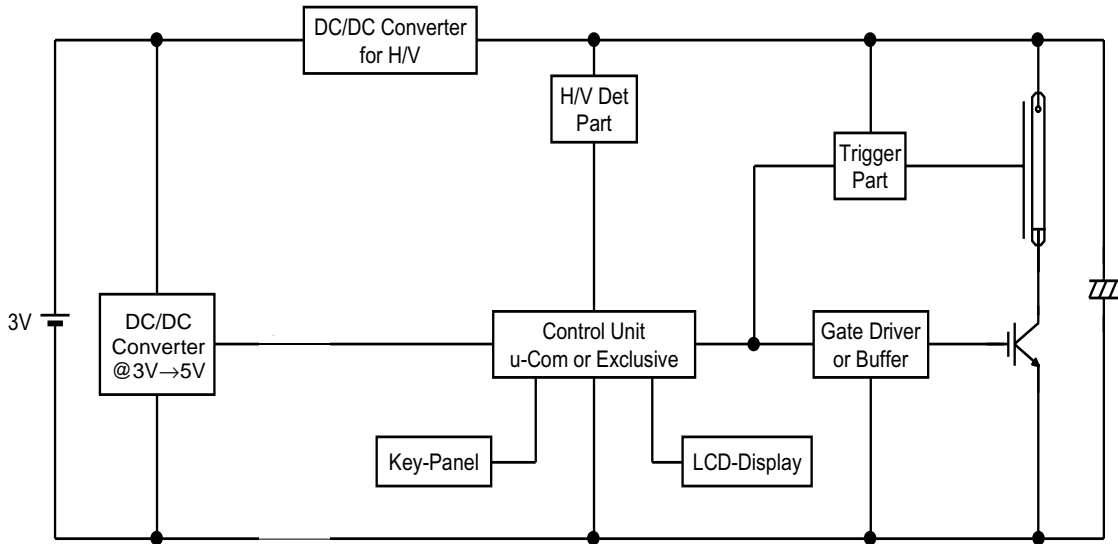 DC/DC Converter
for H/V
H/V Det
Part
Trigger
Part
3V
DC/DC
Converter
@3V→5V
Control Unit
u-Com or Exclusive
Gate Driver
or Buffer
Key-Panel
LCD-Display